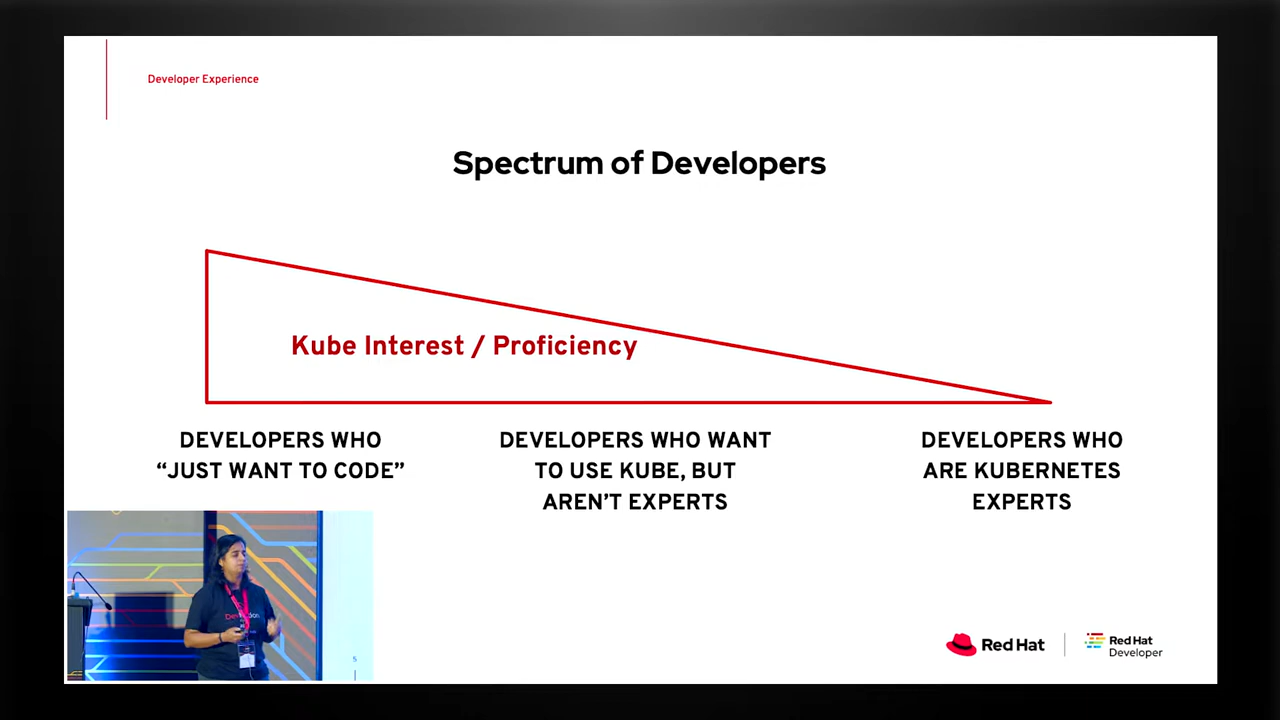 Developer Experience
Spectrum of Developers
Kube Interest / Proficiency
DEVELOPERS WHO
“JUST WANT TO CODE”
DEVELOPERS WHO WANT
TO USE KUBE, BUT
AREN’T EXPERTS
DEVELOPERS WHO
ARE KUBERNETES
EXPERTS
5
Red Hat
Red Hat
Developer